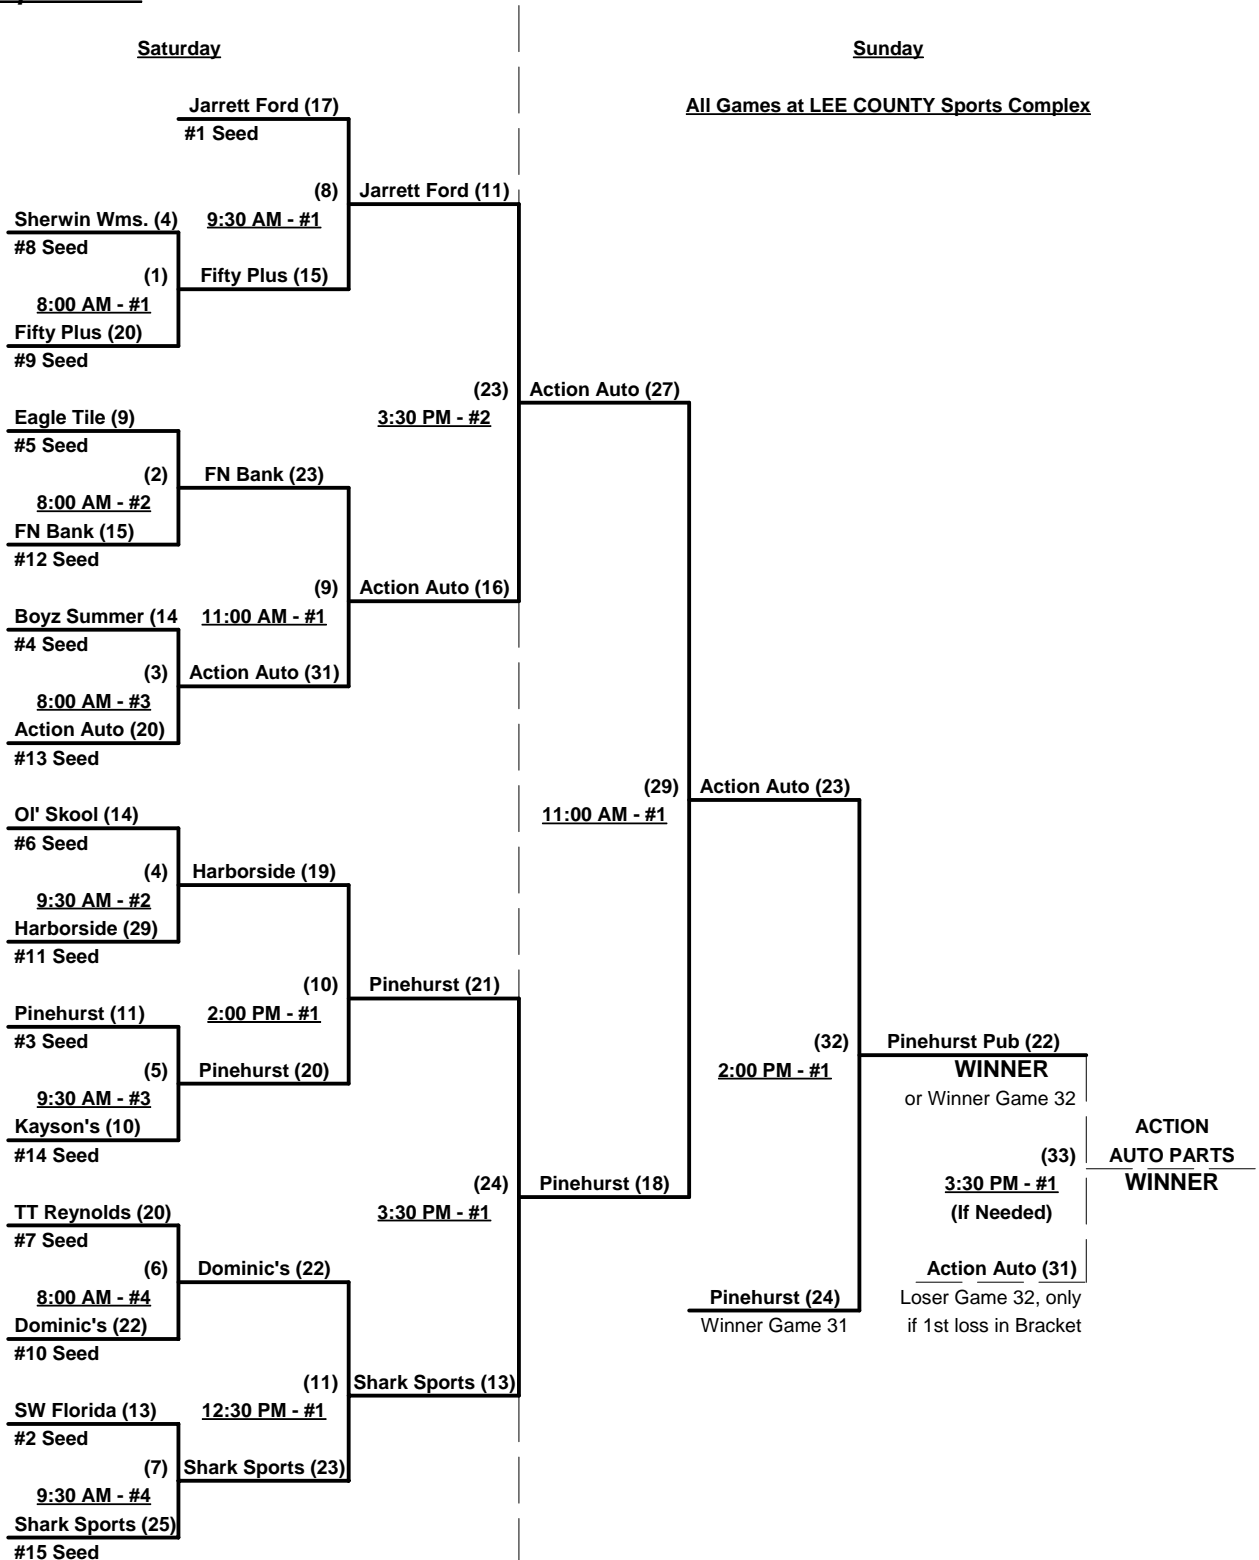 Saturday
Sunday
Jarrett Ford (17)
All Games at LEE COUNTY Sports Complex
#1 Seed
(8)
Jarrett Ford (11)
Sherwin Wms. (4)
9:30 AM - #1
#8 Seed
(1)
Fifty Plus (15)
8:00 AM - #1
Fifty Plus (20)
#9 Seed
(23)
Action Auto (27)
Eagle Tile (9)
3:30 PM - #2
#5 Seed
(2)
FN Bank (23)
8:00 AM - #2
FN Bank (15)
#12 Seed
(9)
Action Auto (16)
Boyz Summer (14
11:00 AM - #1
#4 Seed
(3)
Action Auto (31)
8:00 AM - #3
Action Auto (20)
#13 Seed
(29)
Action Auto (23)
Ol' Skool (14)
11:00 AM - #1
#6 Seed
(4)
Harborside (19)
9:30 AM - #2
Harborside (29)
#11 Seed
(10)
Pinehurst (21)
Pinehurst (11)
2:00 PM - #1
#3 Seed
(32)
Pinehurst Pub (22)
(5)
Pinehurst (20)
2:00 PM - #1
WINNER
9:30 AM - #3
or Winner Game 32
Kayson's (10)
ACTION
#14 Seed
(33)
AUTO PARTS
(24)
Pinehurst (18)
3:30 PM - #1
WINNER
TT Reynolds (20)
3:30 PM - #1
(If Needed)
#7 Seed
(6)
Dominic's (22)
Action Auto (31)
8:00 AM - #4
Pinehurst (24)
Loser Game 32, only
Dominic's (22)
Winner Game 31
if 1st loss in Bracket
#10 Seed
(11)
Shark Sports (13)
SW Florida (13)
12:30 PM - #1
#2 Seed
(7)
Shark Sports (23)
9:30 AM - #4
Shark Sports (25)
#15 Seed